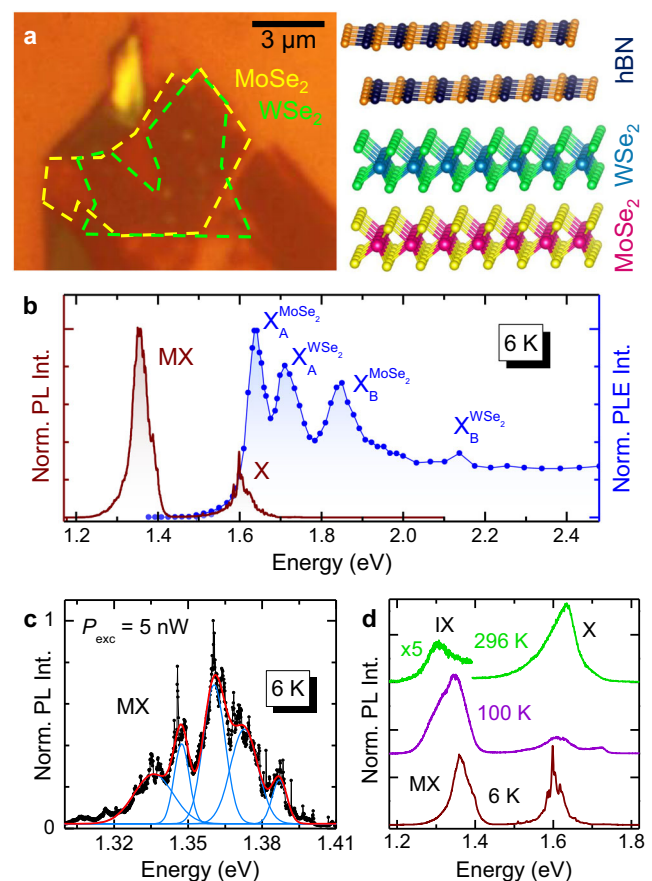 a
3 μm
MoSe₂
WSe₂
hBN
WSe₂
MoSe₂
b
Norm. PL Int.
MX
X
X_A^MoSe₂
X_A^WSe₂
X_B^MoSe₂
X_B^WSe₂
6 K
Norm. PLE Int.
1.2 1.4 1.6 1.8 2.0 2.2 2.4
Energy (eV)
c
P_exc = 5 nW
6 K
MX
Norm. PL Int.
1
0
1.32 1.35 1.38 1.41
Energy (eV)
d
IX
X
x5
296 K
100 K
MX
6 K
Norm. PL Int.
1.2 1.4 1.6 1.8
Energy (eV)